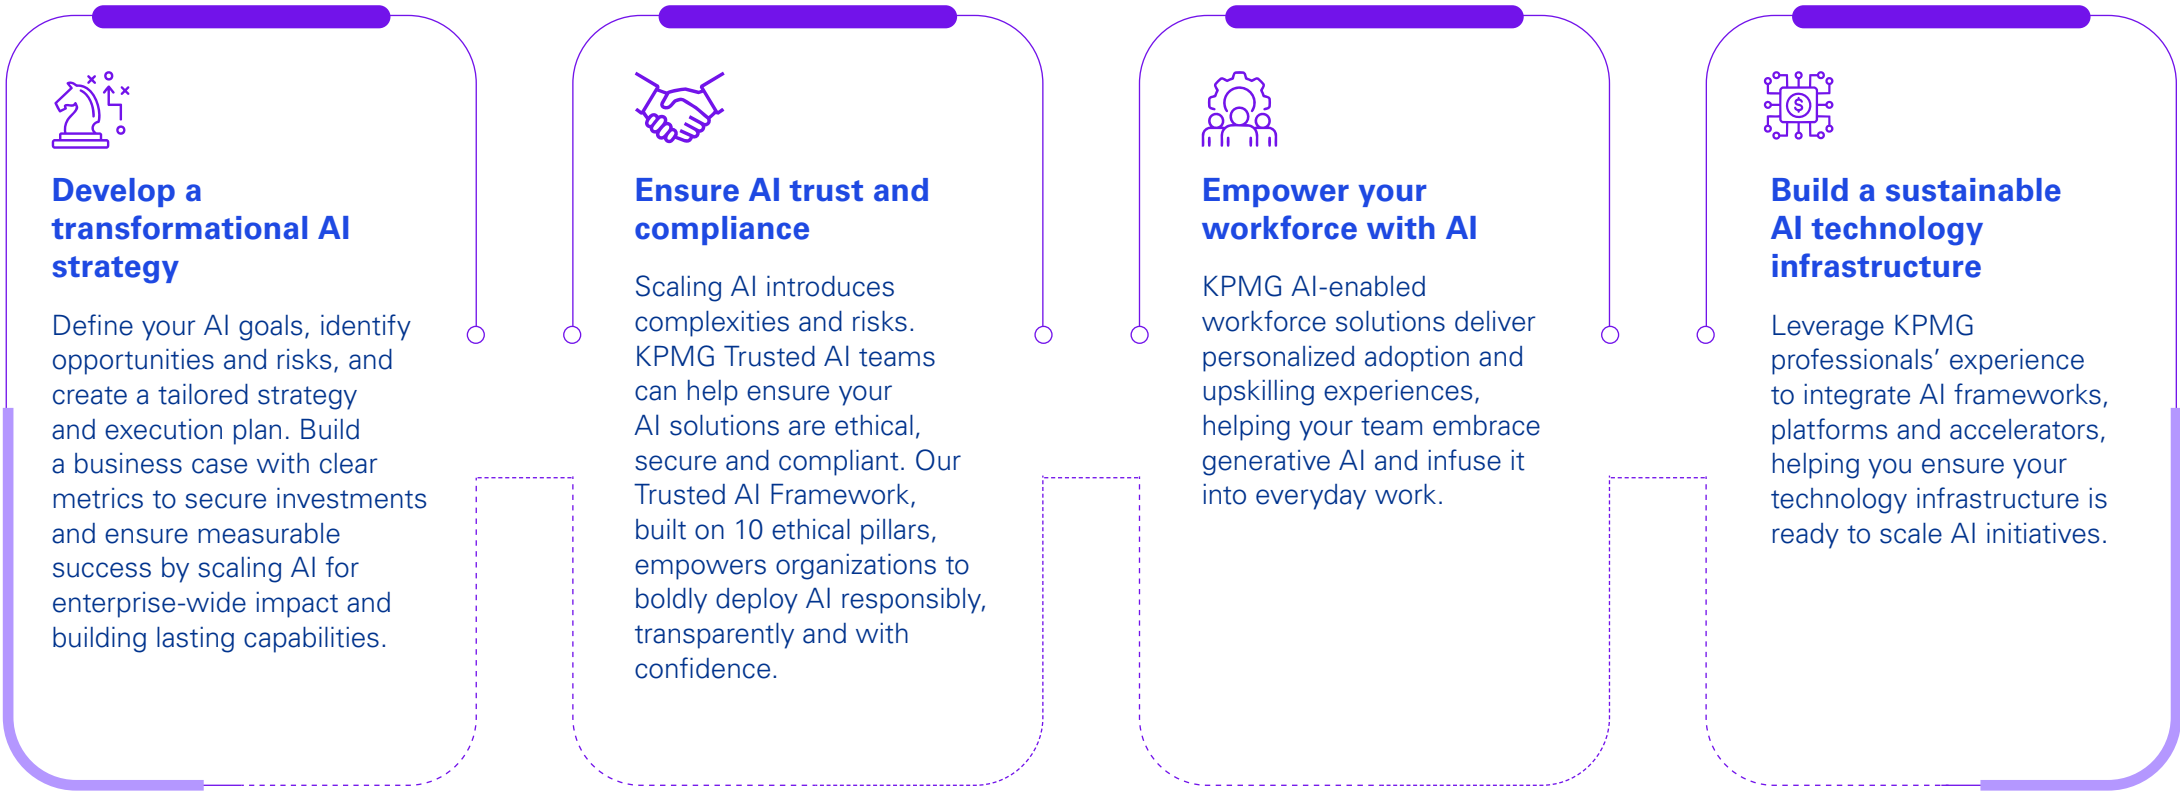 Develop a
transformational AI
strategy
Define your AI goals, identify
opportunities and risks, and
create a tailored strategy
and execution plan. Build
a business case with clear
metrics to secure investments
and ensure measurable
success by scaling AI for
enterprise-wide impact and
building lasting capabilities.
Ensure AI trust and
compliance
Scaling AI introduces
complexities and risks.
KPMG Trusted AI teams
can help ensure your
AI solutions are ethical,
secure and compliant. Our
Trusted AI Framework,
built on 10 ethical pillars,
empowers organizations to
boldly deploy AI responsibly,
transparently and with
confidence.
Empower your
workforce with AI
KPMG AI-enabled
workforce solutions deliver
personalized adoption and
upskilling experiences,
helping your team embrace
generative AI and infuse it
into everyday work.
$
Build a sustainable
AI technology
infrastructure
Leverage KPMG
professionals’ experience
to integrate AI frameworks,
platforms and accelerators,
helping you ensure your
technology infrastructure is
ready to scale AI initiatives.